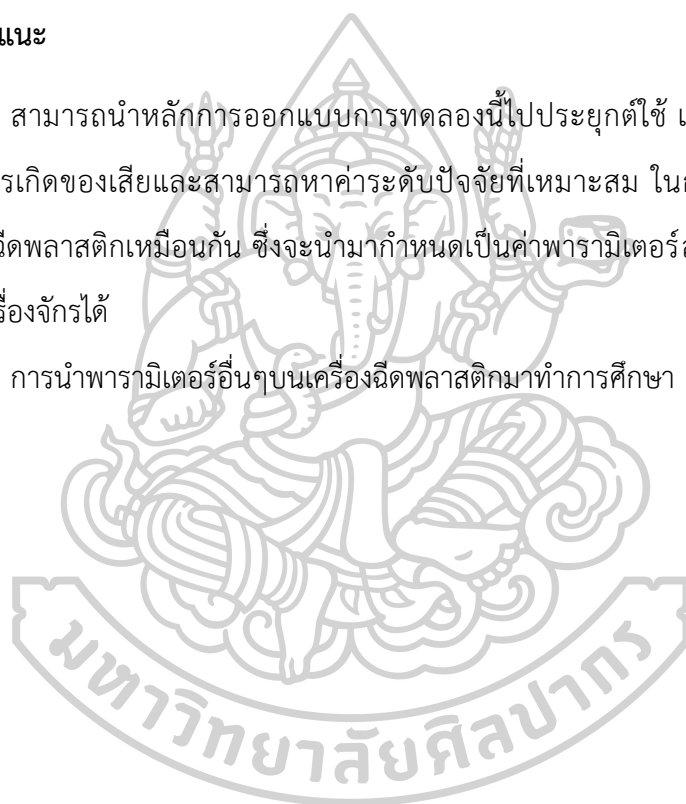 แนะ
สามารถนำหลักการออกแบบการทดลองนี้ไปประยุกต์ใช้ เ
รเกิดของเสียและสามารถหาค่าระดับปัจจัยที่เหมาะสม ในก
ฉีดพลาสติกเหมือนกัน ซึ่งจะนำมากำหนดเป็นค่าพารามิเตอร์ส
รื่องจักรได้
การนำพารามิเตอร์อื่นๆบนเครื่องฉีดพลาสติกมาทำการศึกษา
มหาวิทยาลัยศิลปากร